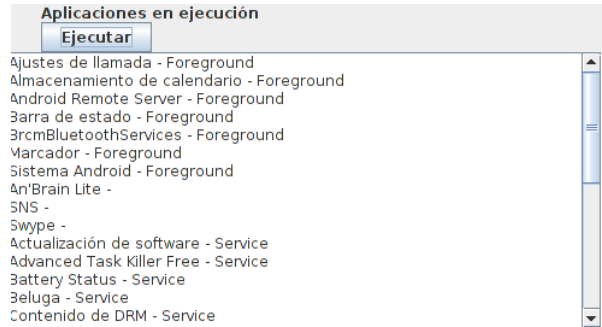 Aplicaciones en ejecución
Ejecutar
Ajustes de llamada - Foreground
Almacenamiento de calendario - Foreground
Android Remote Server - Foreground
Barra de estado - Foreground
BrcmBluetoothServices - Foreground
Marcador - Foreground
Sistema Android - Foreground
An'Brain Lite -
SNS -
Swype -
Actualización de software - Service
Advanced Task Killer Free - Service
Battery Status - Service
Beluga - Service
Contenido de DRM - Service